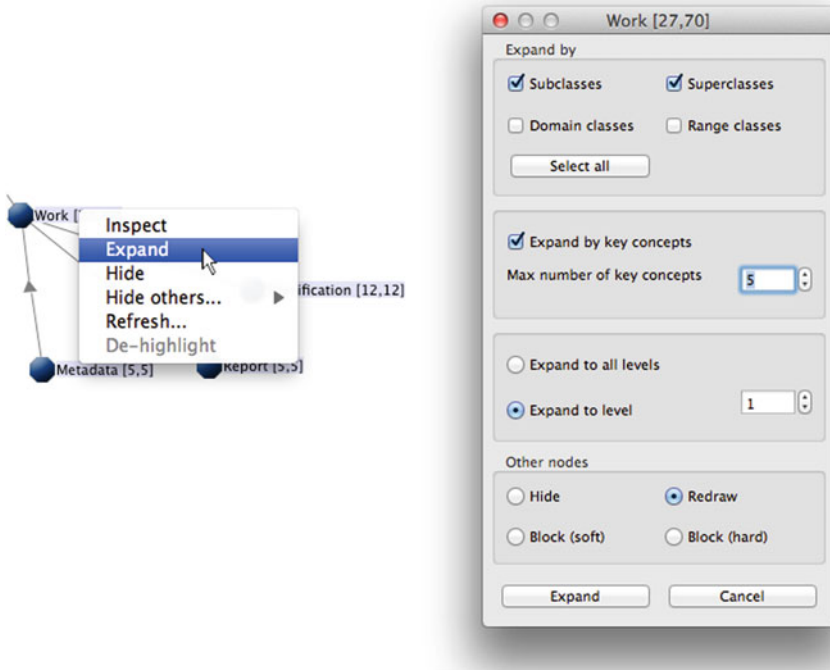 Work [
Inspect
Expand
Hide
Hide others...
Refresh...
De-highlight
ification [12,12]
Metadata [5,5]
Report [5,5]
Work [27,70]
Expand by
Subclasses
Superclasses
Domain classes
Range classes
Select all
Expand by key concepts
Max number of key concepts
5
Expand to all levels
Expand to level
1
Other nodes
Hide
Redraw
Block (soft)
Block (hard)
Expand
Cancel